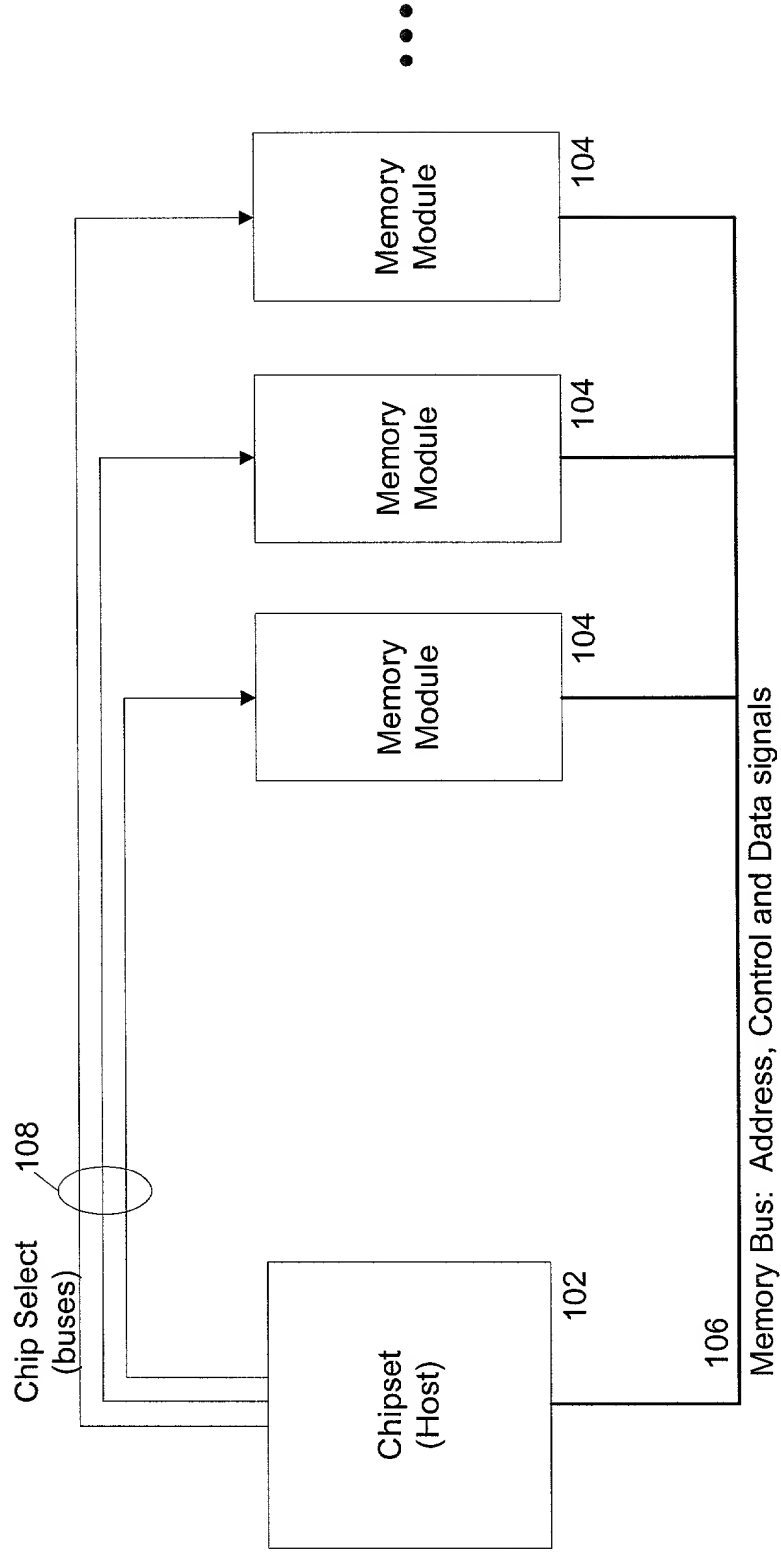 Chip Select
(buses)
108
Chipset
(Host)
102
Memory
Module
104
Memory
Module
104
Memory
Module
104
106
Memory Bus: Address, Control and Data signals